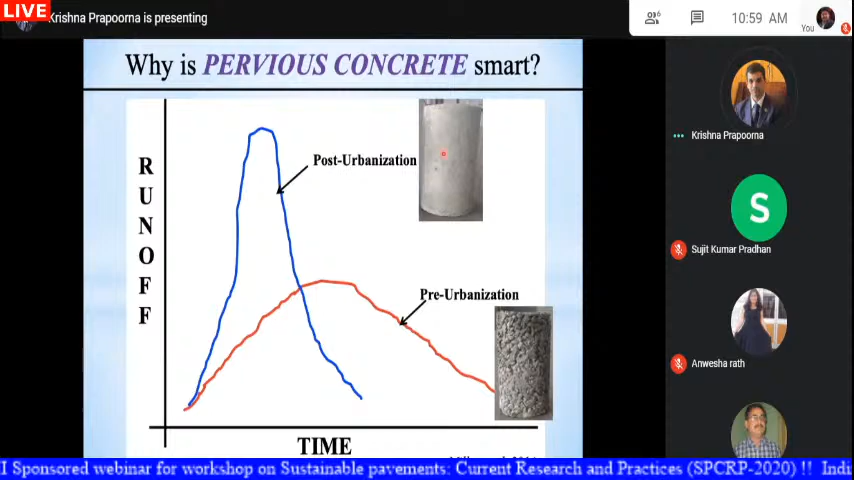 LIVE
Krishna Prapoorna is presenting
6
10:59 AM
You
Why is PERVIOUS CONCRETE smart?
RUNOFF
Post-Urbanization
Pre-Urbanization
TIME
Krishna Prapoorna
S
Sujit Kumar Pradhan
Anwesha rath
I Sponsored webinar for workshop on Sustainable pavements: Current Research and Practices (SPCRP-2020) !! Indi